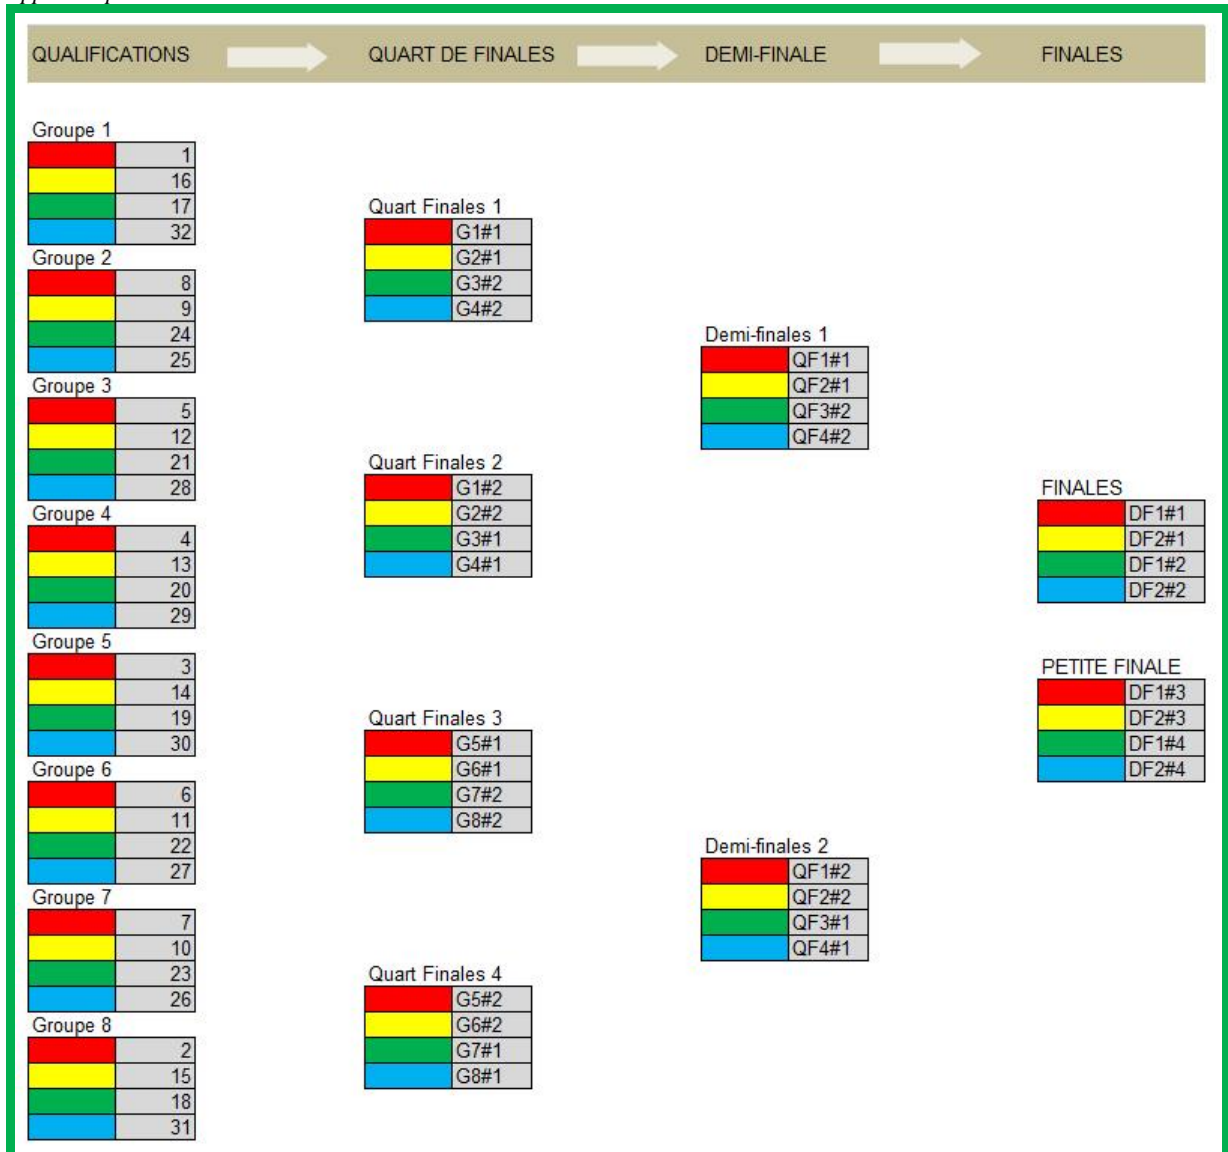 QUALIFICATIONS QUART DE FINALES DEMI-FINALE FINALES
Groupe 1
1
16
17
32
Groupe 2
8
9
24
25
Groupe 3
5
12
21
28
Groupe 4
4
13
20
29
Groupe 5
3
14
19
30
Groupe 6
6
11
22
27
Groupe 7
7
10
23
26
Groupe 8
2
15
18
31
Quart Finales 1
G1#1
G2#1
G3#2
G4#2
Quart Finales 2
G1#2
G2#2
G3#1
G4#1
Quart Finales 3
G5#1
G6#1
G7#2
G8#2
Quart Finales 4
G5#2
G6#2
G7#1
G8#1
Demi-finales 1
QF1#1
QF2#1
QF3#2
QF4#2
Demi-finales 2
QF1#2
QF2#2
QF3#1
QF4#1
FINALES
DF1#1
DF2#1
DF1#2
DF2#2
PETITE FINALE
DF1#3
DF2#3
DF1#4
DF2#4